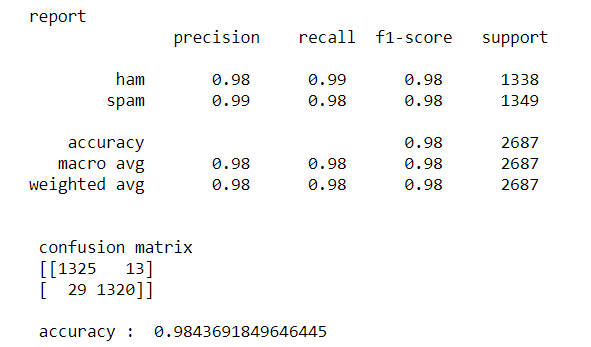 report
precision recall f1-score support
ham 0.98 0.99 0.98 1338
spam 0.99 0.98 0.98 1349
accuracy 0.98 2687
macro avg 0.98 0.98 0.98 2687
weighted avg 0.98 0.98 0.98 2687
confusion matrix
[[1325 13]
[ 29 1320]]
accuracy : 0.9843691849646445